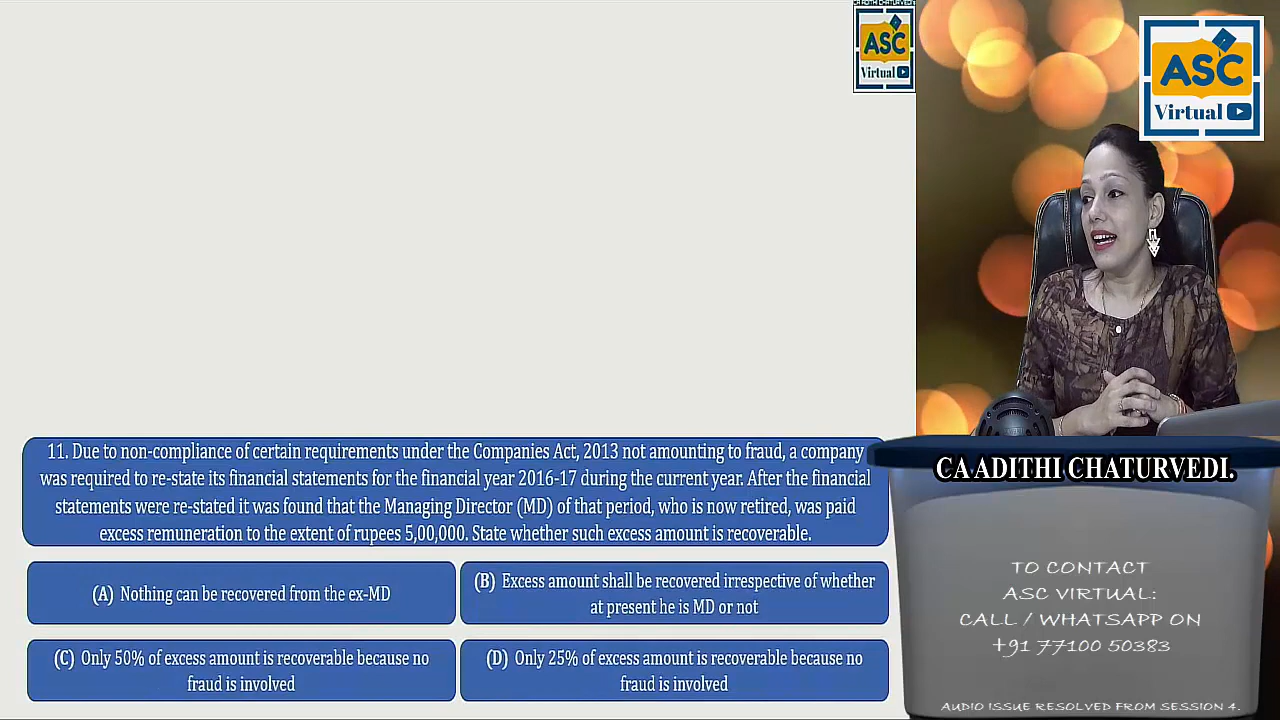 CA ADITHI CHATURVEDI
ASC
Virtual
ASC
Virtual
11. Due to non-compliance of certain requirements under the Companies Act, 2013 not amounting to fraud, a company
was required to re-state its financial statements for the financial year 2016-17 during the current year. After the financial
statements were re-stated it was found that the Managing Director (MD) of that period, who is now retired, was paid
excess remuneration to the extent of rupees 5,00,000. State whether such excess amount is recoverable.
(A) Nothing can be recovered from the ex-MD
(B) Excess amount shall be recovered irrespective of whether
at present he is MD or not
(C) Only 50% of excess amount is recoverable because no
fraud is involved
(D) Only 25% of excess amount is recoverable because no
fraud is involved
CA ADITHI CHATURVEDI.
TO CONTACT
ASC VIRTUAL:
CALL / WHATSAPP ON
+91 77100 50383
AUDIO ISSUE RESOLVED FROM SESSION 4.